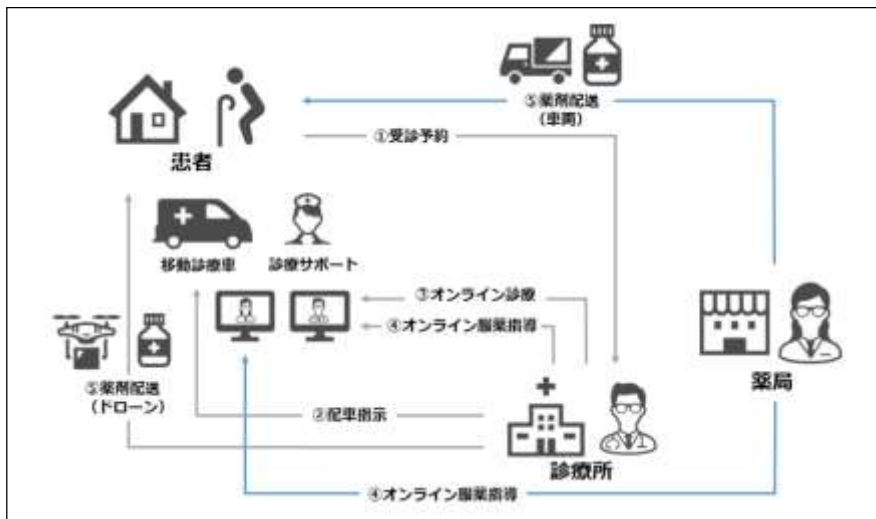 ⑤薬剤配送
(車両)
①受診予約
患者
移動診療車
診療サポート
③オンライン診療
④オンライン服薬指導
薬局
⑤薬剤配送
(ドローン)
②配車指示
診療所
④オンライン服薬指導